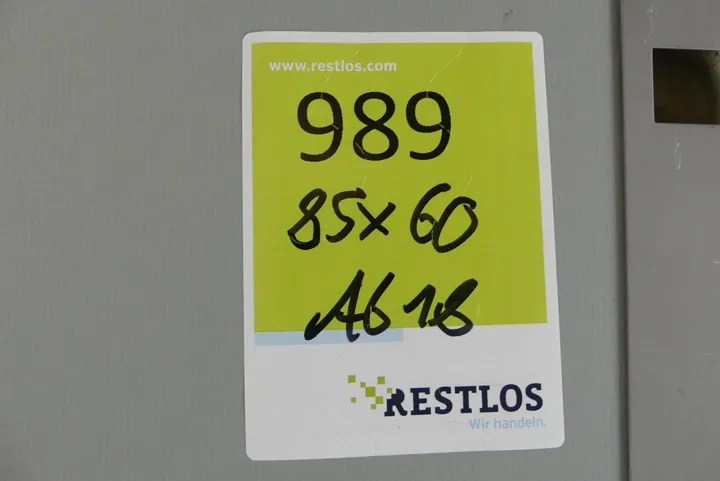 www.restlos.com
989
85x60
A618
RESTLOS
Wir handeln.